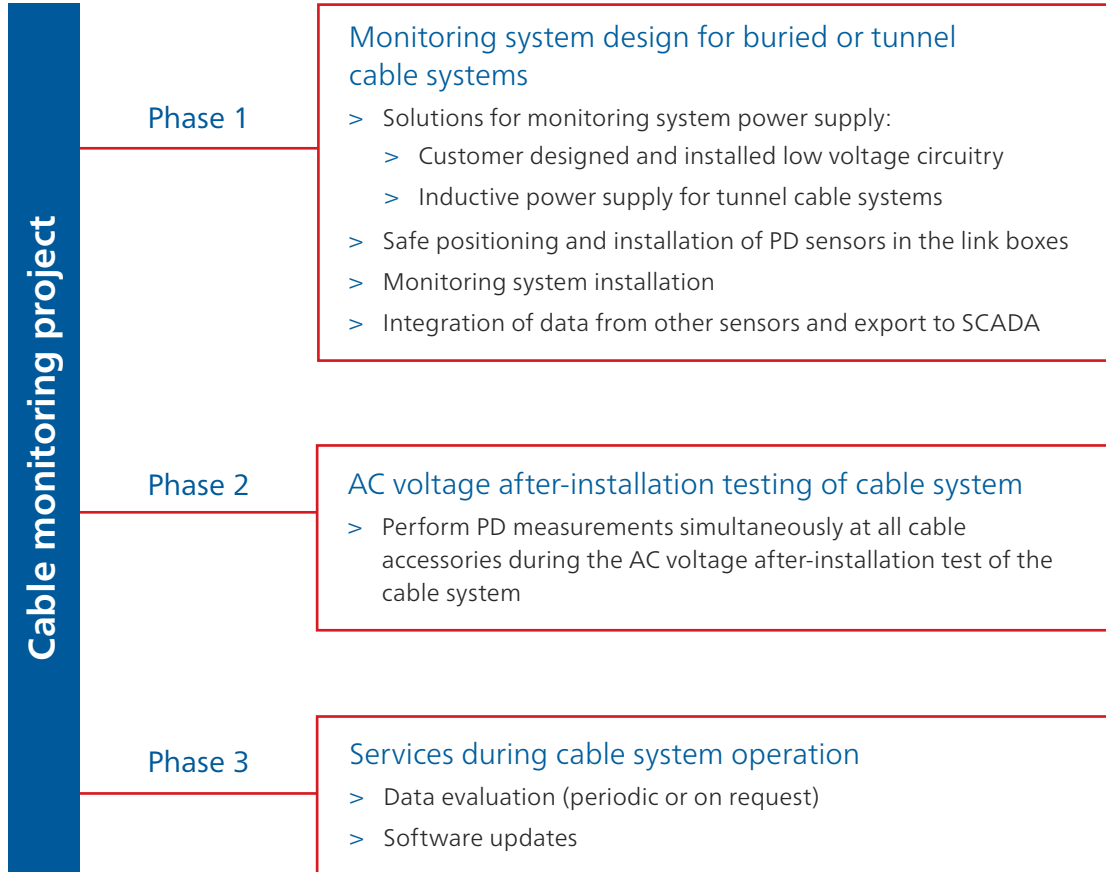 Cable monitoring project
Phase 1
Monitoring system design for buried or tunnel
cable systems
> Solutions for monitoring system power supply:
> Customer designed and installed low voltage circuitry
> Inductive power supply for tunnel cable systems
> Safe positioning and installation of PD sensors in the link boxes
> Monitoring system installation
> Integration of data from other sensors and export to SCADA
Phase 2
AC voltage after-installation testing of cable system
> Perform PD measurements simultaneously at all cable
accessories during the AC voltage after-installation test of the
cable system
Phase 3
Services during cable system operation
> Data evaluation (periodic or on request)
> Software updates